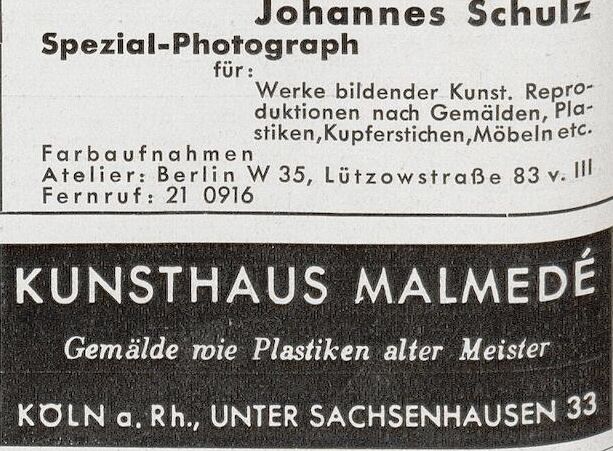 Johannes Schulz
Spezial-Photograph
für:
Werke bildender Kunst. Repro-
duktionen nach Gemälden, Pla-
stiken, Kupferstichen, Möbeln etc.
Farbaufnahmen
Atelier: Berlin W 35, Lützowstraße 83 v. III
Fernruf: 21 0916
KUNSTHAUS MALMEDÉ
Gemälde wie Plastiken alter Meister
KÖLN a. Rh., UNTER SACHSENHAUSEN 33